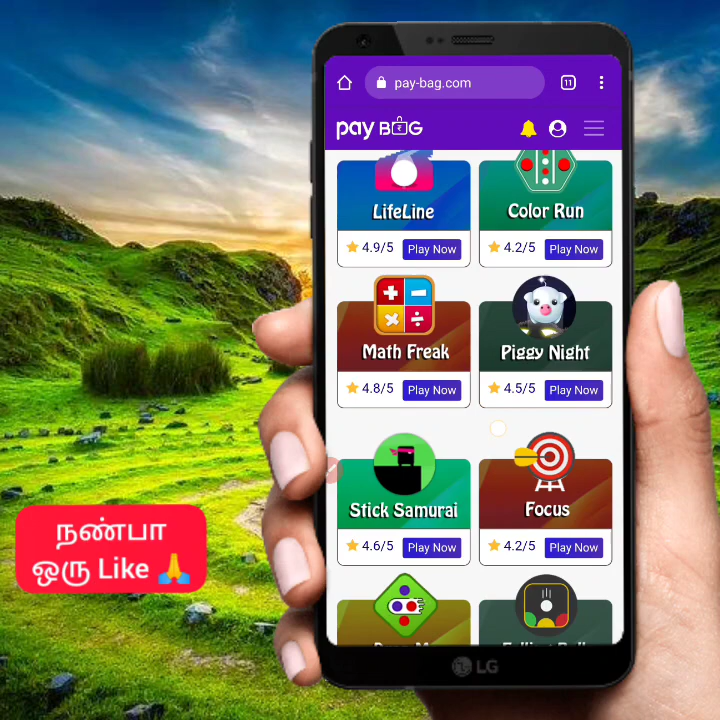 pay-bag.com
11
pay BAG
LifeLine
Color Run
4.9/5 Play Now
4.2/5 Play Now
Math Freak
Piggy Night
4.8/5 Play Now
4.5/5 Play Now
Stick Samurai
Focus
4.6/5 Play Now
4.2/5 Play Now
நண்பா
ஒரு Like 🙏
LG